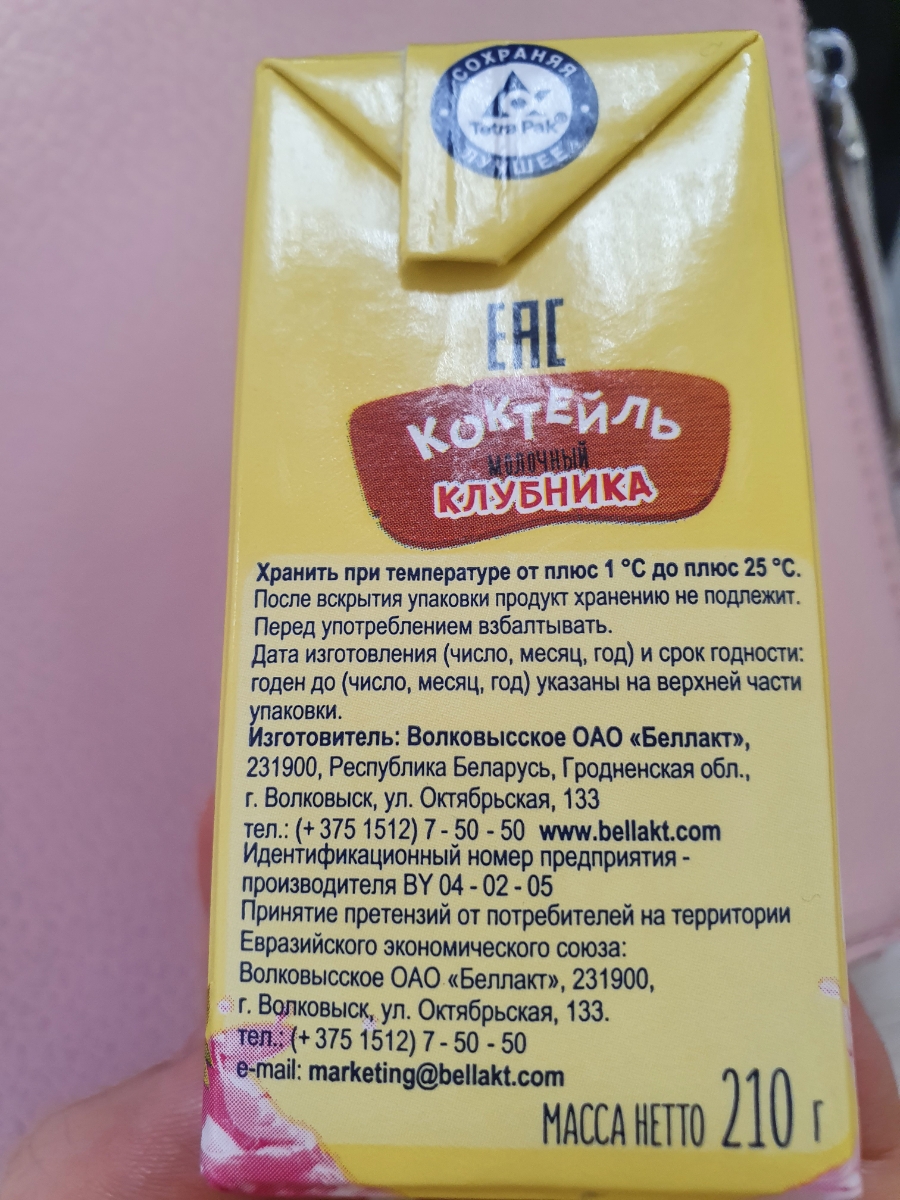 СОХРАНЯЯ
Tetra Pak®
ЛУЧШЕЕ
EAC
КОКТЕЙЛЬ
МОЛОЧНЫЙ
КЛУБНИКА
Хранить при температуре от плюс 1 °С до плюс 25 °С.
После вскрытия упаковки продукт хранению не подлежит.
Перед употреблением взбалтывать.
Дата изготовления (число, месяц, год) и срок годности:
годен до (число, месяц, год) указаны на верхней части
упаковки.
Изготовитель: Волковысское ОАО «Беллакт»,
231900, Республика Беларусь, Гродненская обл.,
г. Волковыск, ул. Октябрьская, 133
тел.: (+ 375 1512) 7 - 50 - 50 www.bellakt.com
Идентификационный номер предприятия -
производителя BY 04 - 02 - 05
Принятие претензий от потребителей на территории
Евразийского экономического союза:
Волковысское ОАО «Беллакт», 231900,
г. Волковыск, ул. Октябрьская, 133.
тел.: (+ 375 1512) 7 - 50 - 50
e-mail: marketing@bellakt.com
МАССА НЕТТО 210 г